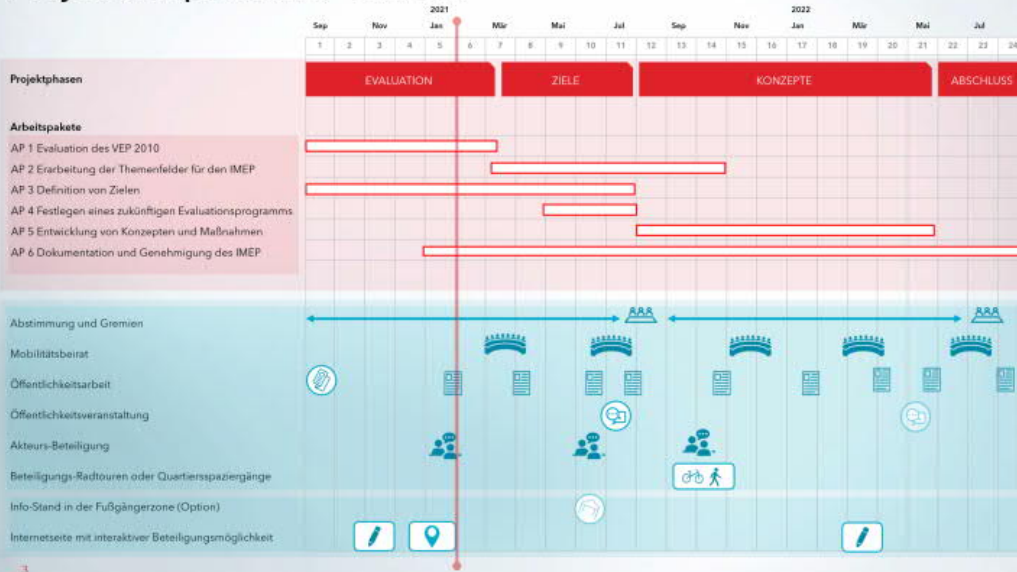 2021 2022
Sep Nov Jan Mär Mai Jul Sep Nov Jan Mär Mai Jul
1 2 3 4 5 6 7 8 9 10 11 12 13 14 15 16 17 18 19 20 21 22 23 24
Projektphasen EVALUATION ZIELE KONZEPTE ABSCHLUSS
Arbeitspakete
AP 1 Evaluation des VEP 2010
AP 2 Erarbeitung der Themenfelder für den IMEP
AP 3 Definition von Zielen
AP 4 Festlegen eines zukünftigen Evaluationsprogramms
AP 5 Entwicklung von Konzepten und Maßnahmen
AP 6 Dokumentation und Genehmigung des IMEP
Abstimmung und Gremien
Mobilitätsbeirat
Öffentlichkeitsarbeit
Öffentlichkeitsveranstaltung
Akteurs-Beteiligung
Beteiligungs-Radtouren oder Quartiersspaziergänge
Info-Stand in der Fußgängerzone (Option)
Internetseite mit interaktiver Beteiligungsmöglichkeit
3